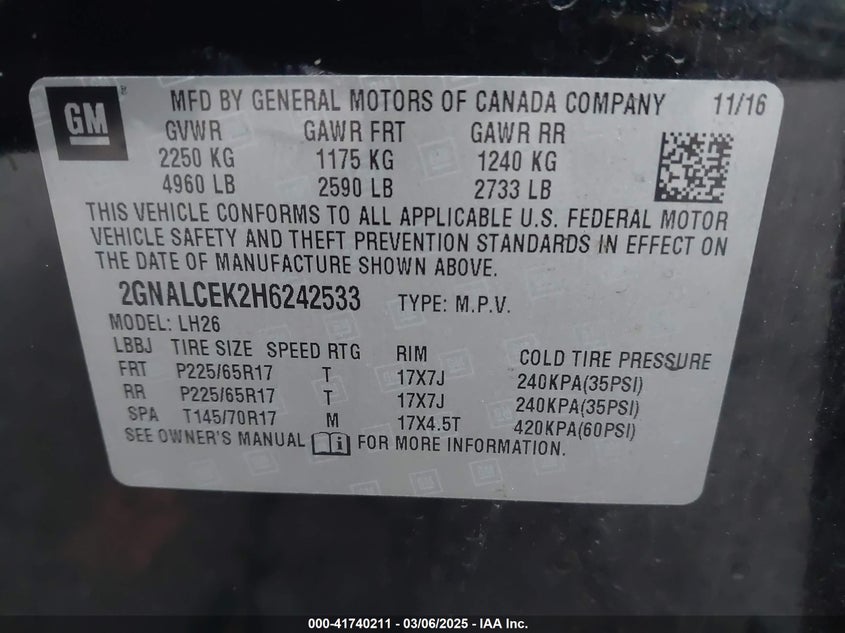 GM
MFD BY GENERAL MOTORS OF CANADA COMPANY 11/16
GVWR GAWR FRT GAWR RR
2250 KG 1175 KG 1240 KG
4960 LB 2590 LB 2733 LB
THIS VEHICLE CONFORMS TO ALL APPLICABLE U.S. FEDERAL MOTOR
VEHICLE SAFETY AND THEFT PREVENTION STANDARDS IN EFFECT ON
THE DATE OF MANUFACTURE SHOWN ABOVE.
2GNALCEK2H6242533 TYPE: M.P.V.
MODEL: LH26
LBBJ TIRE SIZE SPEED RTG RIM COLD TIRE PRESSURE
FRT P225/65R17 T 17X7J 240KPA(35PSI)
RR P225/65R17 T 17X7J 240KPA(35PSI)
SPA T145/70R17 M 17X4.5T 420KPA(60PSI)
SEE OWNER'S MANUAL i FOR MORE INFORMATION.
000-41740211 - 03/06/2025 - IAA Inc.